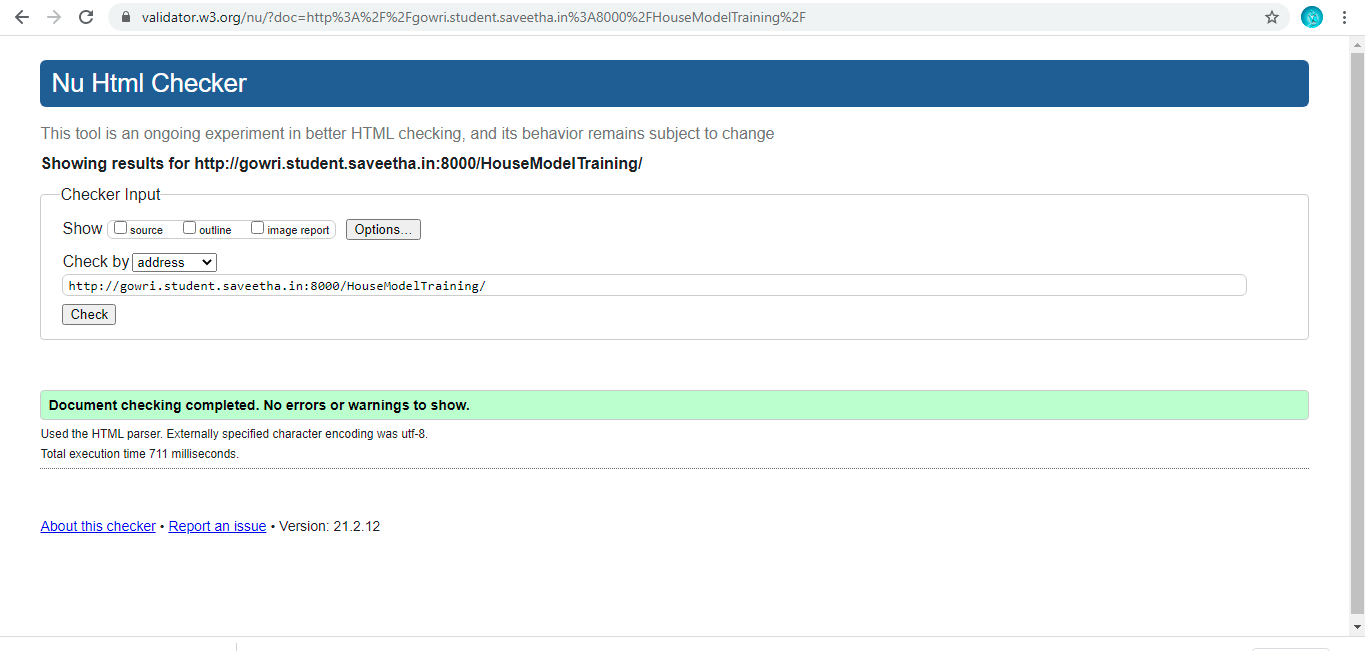 validator.w3.org/nu/?doc=http%3A%2F%2Fgowri.student.saveetha.in%3A8000%2FHouseModelTraining%2F
Nu Html Checker
This tool is an ongoing experiment in better HTML checking, and its behavior remains subject to change
Showing results for http://gowri.student.saveetha.in:8000/HouseModelTraining/
Checker Input
Show source outline image report Options...
Check by address
http://gowri.student.saveetha.in:8000/HouseModelTraining/
Check
Document checking completed. No errors or warnings to show.
Used the HTML parser. Externally specified character encoding was utf-8.
Total execution time 711 milliseconds.
About this checker • Report an issue • Version: 21.2.12